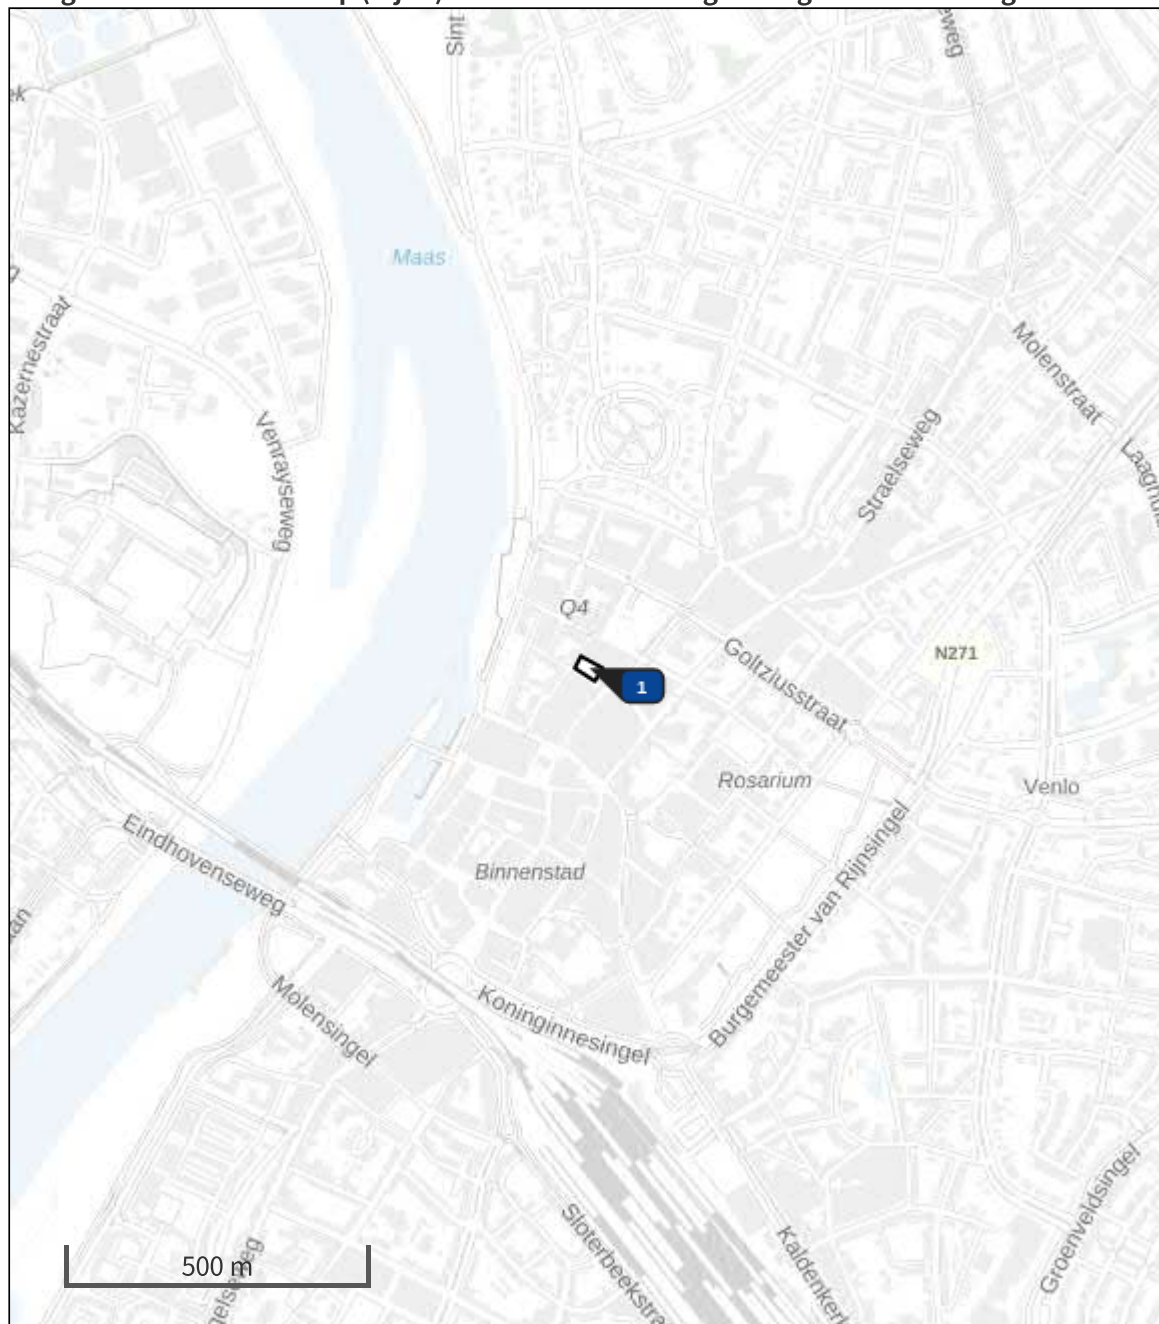 Sint
Maas
Kazernestraat
Venrayseweg
Molenstraat
Straelseweg
Q4
Goltziusstraat
N271
1
Rosarium
Venlo
Eindhovenseweg
Binnenstad
Burgemeester van Rijnsingel
Molensingel
Koninginnesingel
Groenveldsingel
Sloterbeekstra
Kaldenker
500 m